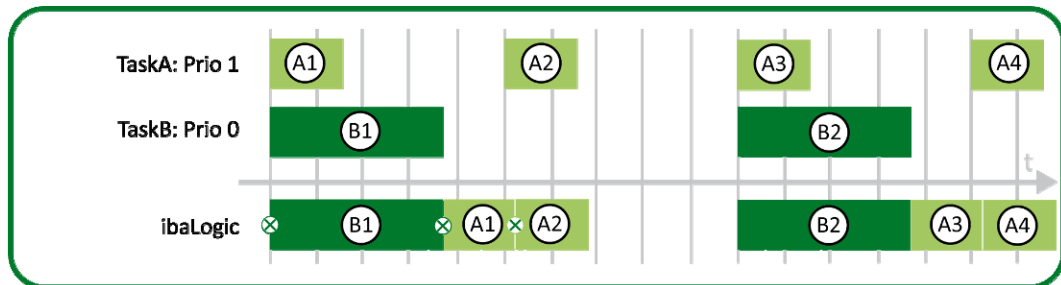 TaskA: Prio 1 A1 A2 A3 A4
TaskB: Prio 0 B1 B2
t
ibaLogic B1 A1 A2 B2 A3 A4